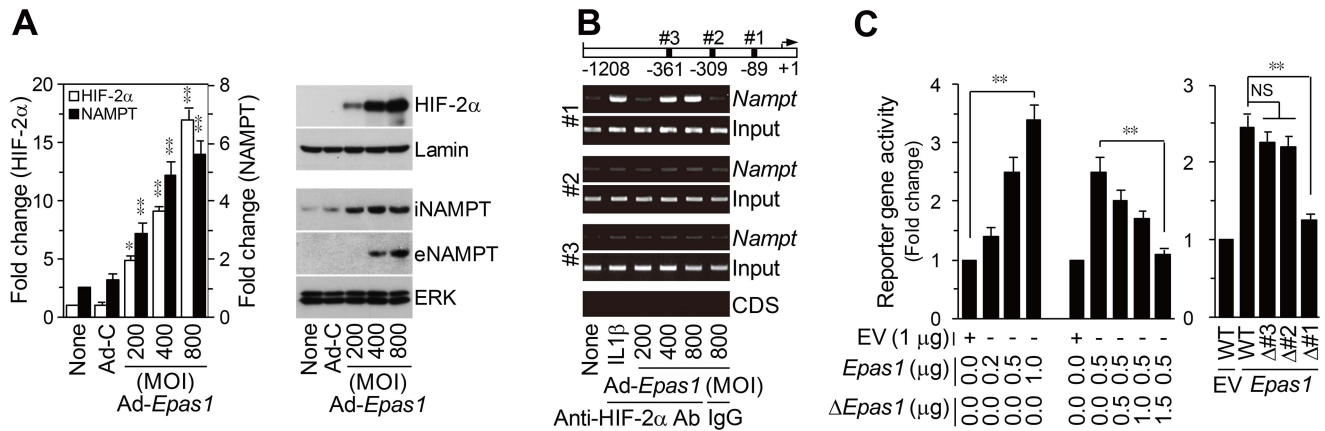 A
Fold change (HIF-2α)
20
15
10
5
0
HIF-2α
NAMPT
*
**
**
**
**
**
8
6
4
2
0
Fold change (NAMPT)
None
Ad-C
200
400
800
(MOI)
Ad-Epas1
HIF-2α
Lamin
iNAMPT
eNAMPT
ERK
None
Ad-C
200
400
800
(MOI)
Ad-Epas1
B
#3 #2 #1
-1208 -361 -309 -89 +1
#1
Nampt
Input
#2
Nampt
Input
#3
Nampt
Input
CDS
None
IL1β
200
400
800
800
Ad-Epas1 (MOI)
Anti-HIF-2α Ab IgG
C
Reporter gene activity
(Fold change)
4
3
2
1
0
**
**
EV (1 μg) + - - - + - - - -
Epas1 (μg) 0.0 0.2 0.5 1.0 0.0 0.5 0.5 0.5 0.5
ΔEpas1 (μg) 0.0 0.0 0.0 0.0 0.0 0.0 0.5 1.0 1.5
3
2
1
0
**
NS
WT
WT
Δ#3
Δ#2
Δ#1
EV Epas1